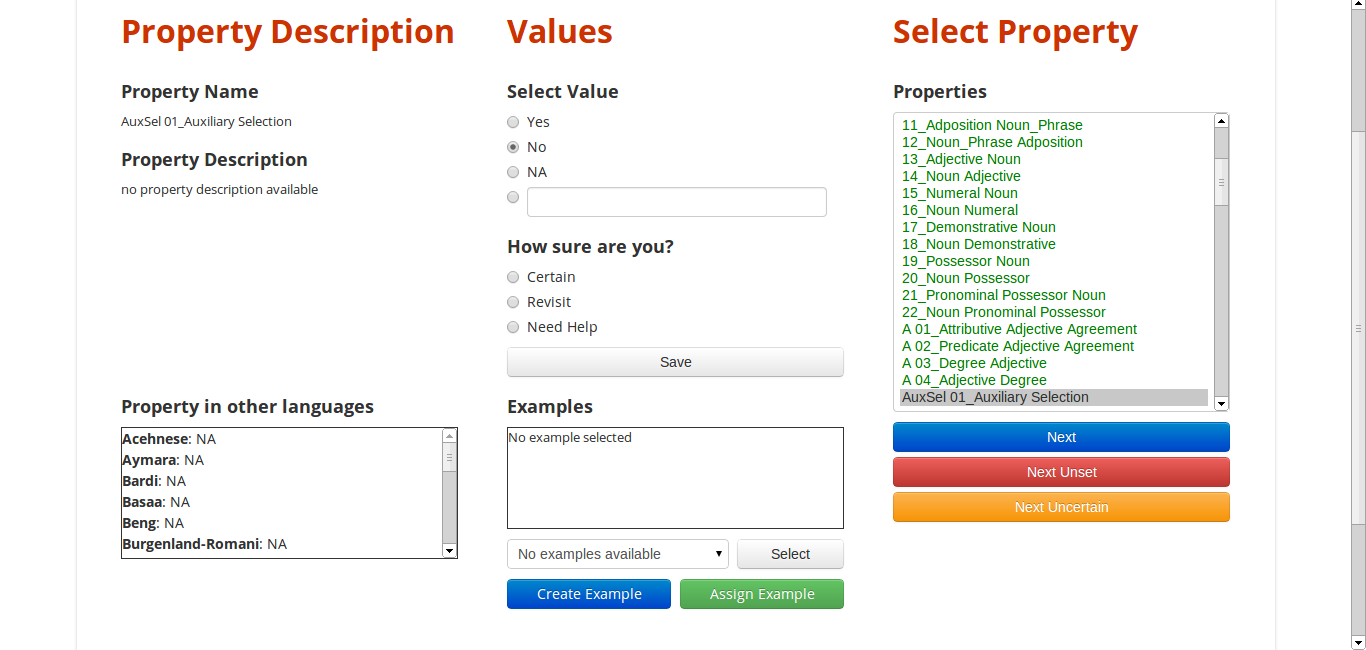 Property Description
Property Name
AuxSel 01_Auxiliary Selection
Property Description
no property description available
Property in other languages
Acehnese: NA
Aymara: NA
Bardi: NA
Basaa: NA
Beng: NA
Burgenland-Romani: NA
Values
Select Value
Yes
No
NA
How sure are you?
Certain
Revisit
Need Help
Save
Examples
No example selected
No examples available
Select
Create Example
Assign Example
Select Property
Properties
11_Adposition Noun_Phrase
12_Noun_Phrase Adposition
13_Adjective Noun
14_Noun Adjective
15_Numeral Noun
16_Noun Numeral
17_Demonstrative Noun
18_Noun Demonstrative
19_Possessor Noun
20_Noun Possessor
21_Pronominal Possessor Noun
22_Noun Pronominal Possessor
A 01_Attributive Adjective Agreement
A 02_Predicate Adjective Agreement
A 03_Degree Adjective
A 04_Adjective Degree
AuxSel 01_Auxiliary Selection
Next
Next Unset
Next Uncertain